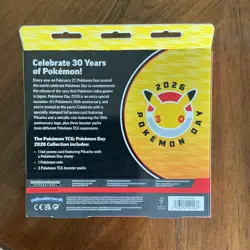 Celebrate 30 Years
of Pokémon!
Every year on February 27, Pokémon fans around
the world celebrate Pokémon Day to commemorate
the release of the very first Pokémon video games
in Japan. Pokémon Day 2026 is an extra special
occasion—it's Pokémon's 30th anniversary, and
you're invited to the party! Celebrate with a
specially stamped foil promo card featuring
Pikachu and a metallic coin featuring the 30th
anniversary logo, plus three booster packs
from different Pokémon TCG expansions.
The Pokémon TCG: Pokémon Day
2026 Collection includes:
• 1 foil promo card featuring Pikachu with
a Pokémon Day stamp
• 1 Pokémon coin
• 3 Pokémon TCG booster packs
2026
30
POKÉMON DAY